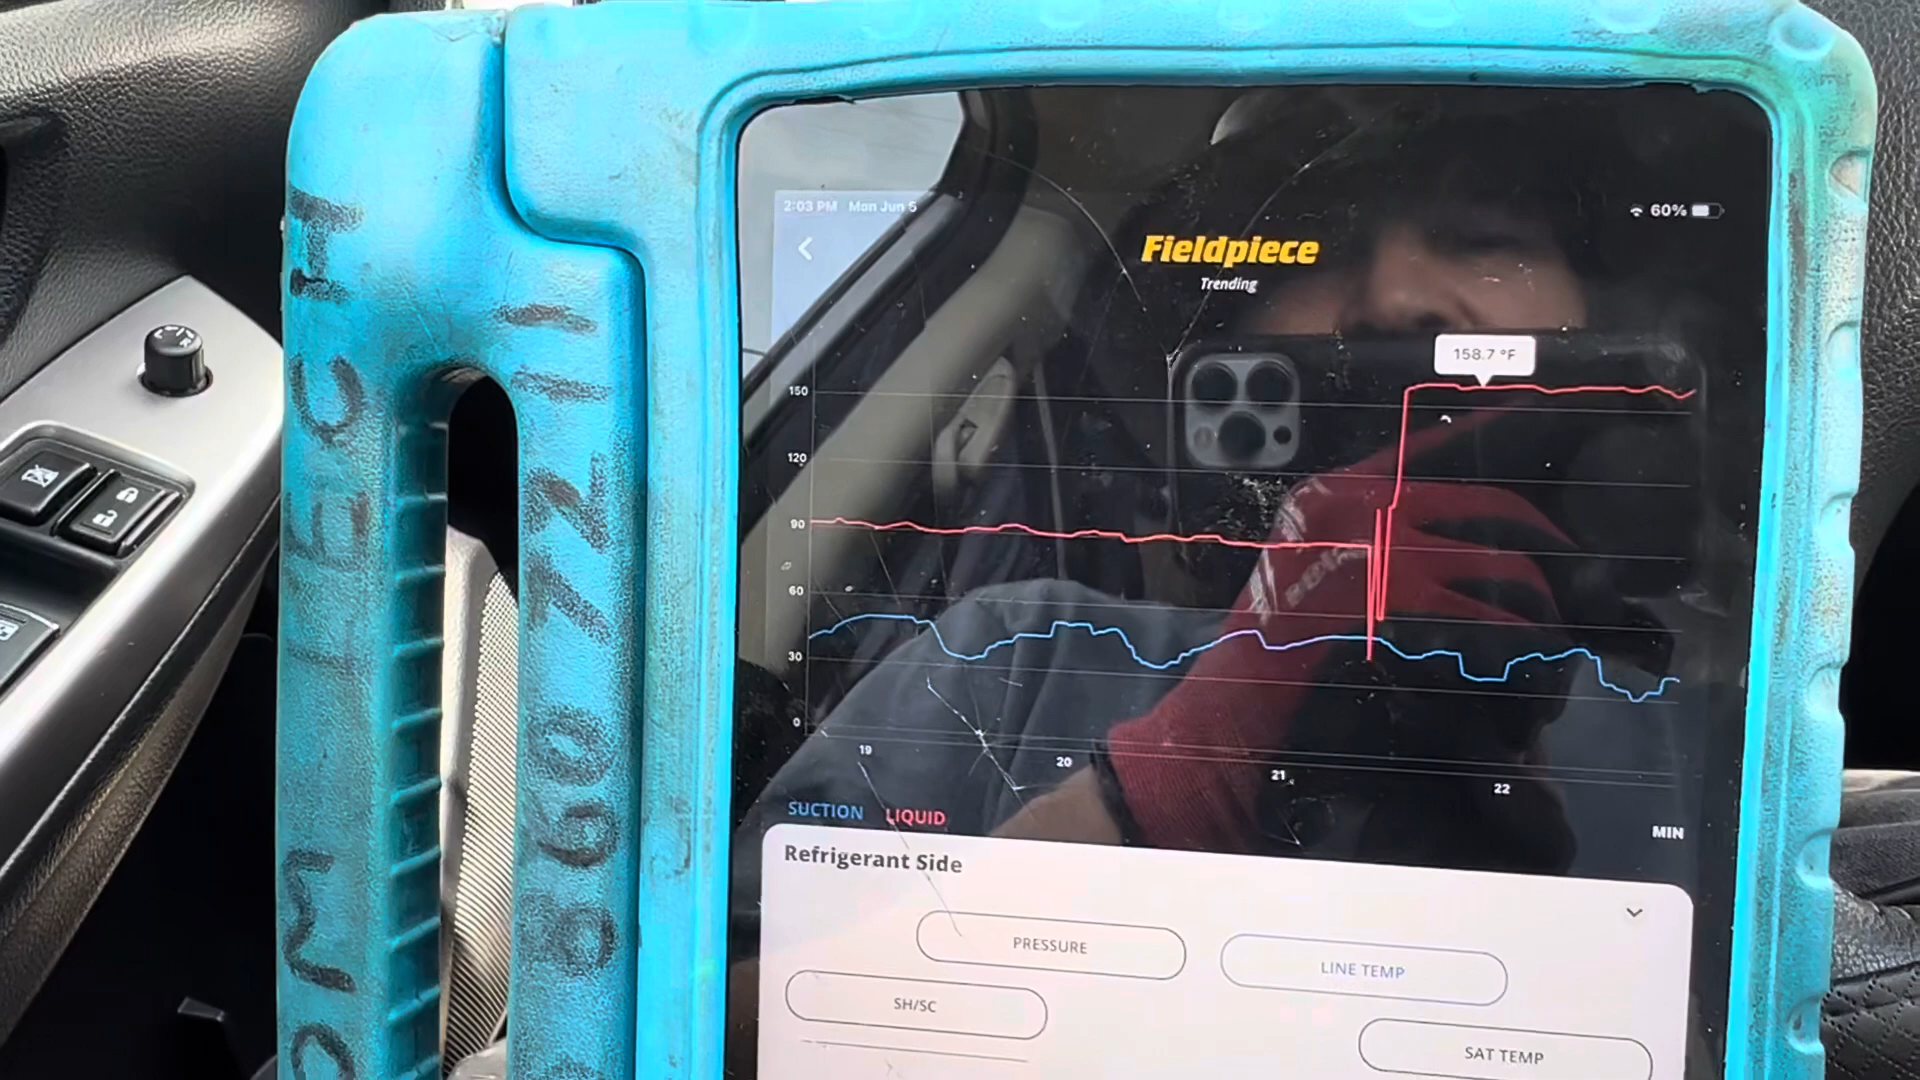 2:03 PM Mon Jun 5
60%
Fieldpiece
Trending
158.7 °F
150
120
90
60
30
0
19
20
21
22
MIN
SUCTION LIQUID
Refrigerant Side
PRESSURE
LINE TEMP
SH/SC
SAT TEMP